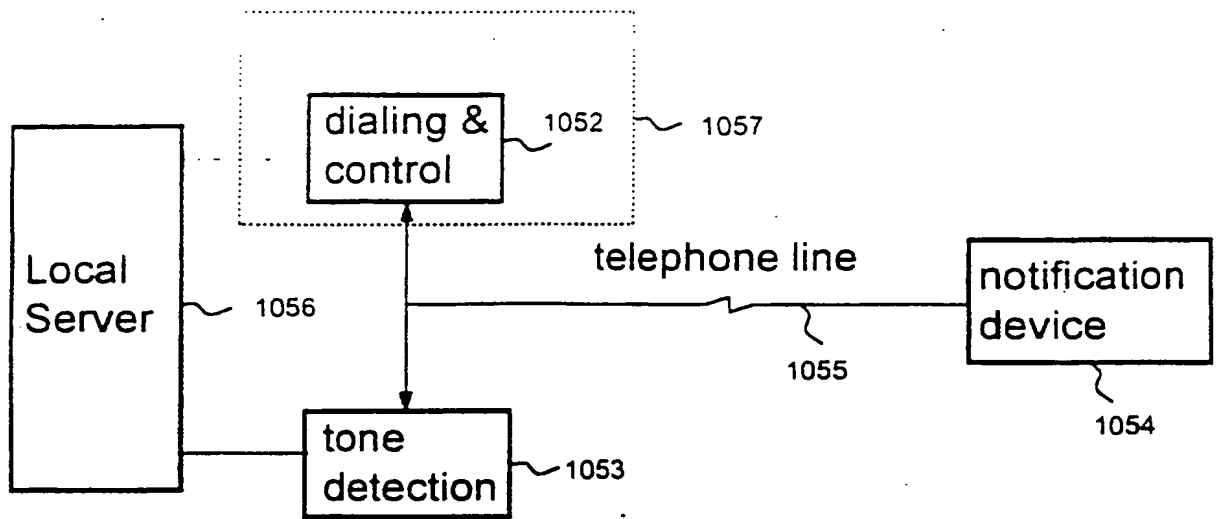 dialing &
control
1052
1057
Local
Server
1056
telephone line
1055
notification
device
1054
tone
detection
1053